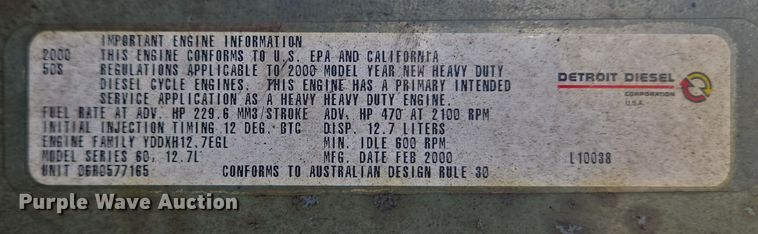 IMPORTANT ENGINE INFORMATION
2000 THIS ENGINE CONFORMS TO U.S. EPA AND CALIFORNIA
50S REGULATIONS APPLICABLE TO 2000 MODEL YEAR NEW HEAVY DUTY
DIESEL CYCLE ENGINES. THIS ENGINE HAS A PRIMARY INTENDED
SERVICE APPLICATION AS A HEAVY HEAVY DUTY ENGINE.
FUEL RATE AT ADV. HP 229.6 MM3/STROKE ADV. HP 470 AT 2100 RPM
INITIAL INJECTION TIMING 12 DEG. BTC DISP. 12.7 LITERS
ENGINE FAMILY YDDXH12.7EGL MIN. IDLE 600 RPM
MODEL SERIES 60, 12.7L MFG. DATE FEB 2000
UNIT 06R0577165 CONFORMS TO AUSTRALIAN DESIGN RULE 30
DETROIT DIESEL
CORPORATION
U.S.A.
L10038
Purple Wave Auction